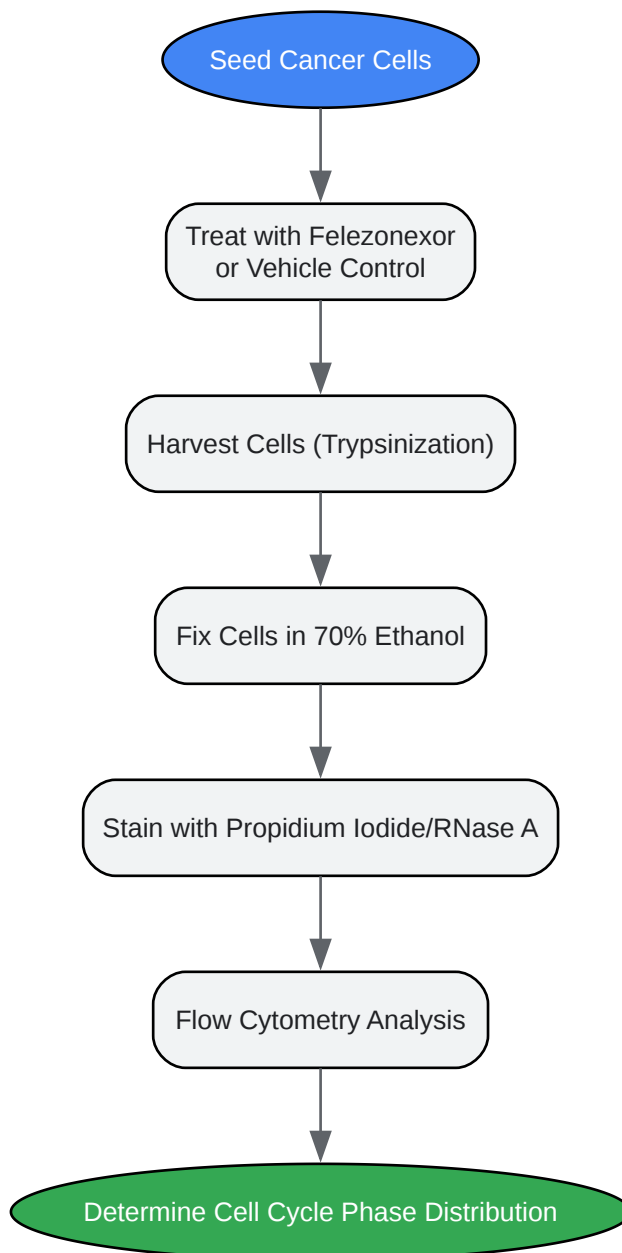 Seed Cancer Cells
Treat with Felezonexor
or Vehicle Control
Harvest Cells (Trypsinization)
Fix Cells in 70% Ethanol
Stain with Propidium Iodide/RNase A
Flow Cytometry Analysis
Determine Cell Cycle Phase Distribution